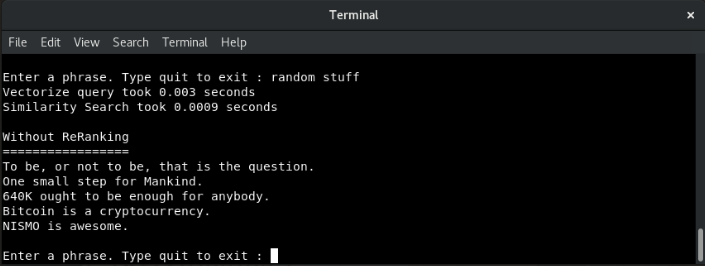 Terminal
×
File Edit View Search Terminal Help
Enter a phrase. Type quit to exit : random stuff
Vectorize query took 0.003 seconds
Similarity Search took 0.0009 seconds
Without ReRanking
=================
To be, or not to be, that is the question.
One small step for Mankind.
640K ought to be enough for anybody.
Bitcoin is a cryptocurrency.
NISMO is awesome.
Enter a phrase. Type quit to exit :